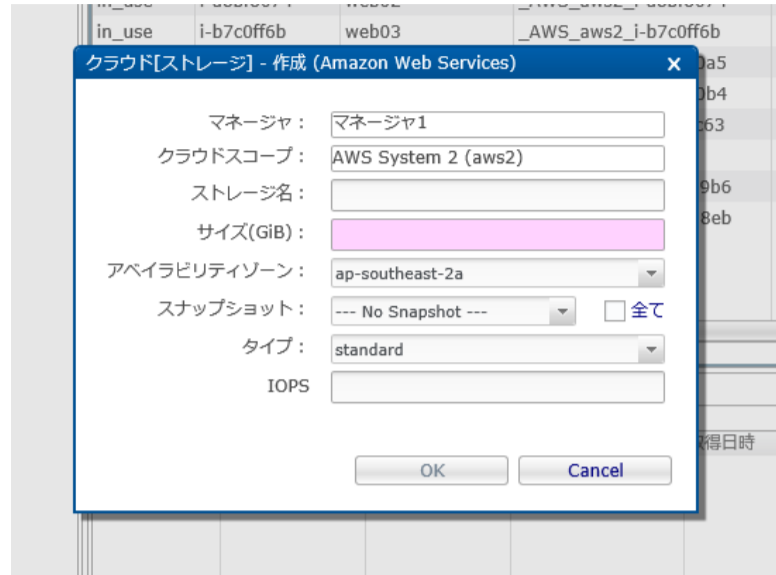 in_use i-b7c0ff6b web03 _AWS_aws2_i-b7c0ff6b
クラウド[ストレージ] - 作成 (Amazon Web Services) x
マネージャ： マネージャ1
クラウドスコープ： AWS System 2 (aws2)
ストレージ名：
サイズ(GiB)：
アベイラビリティゾーン： ap-southeast-2a
スナップショット： --- No Snapshot --- 全て
タイプ： standard
IOPS
OK Cancel
0a5
0b4
c63
9b6
8eb
得日時